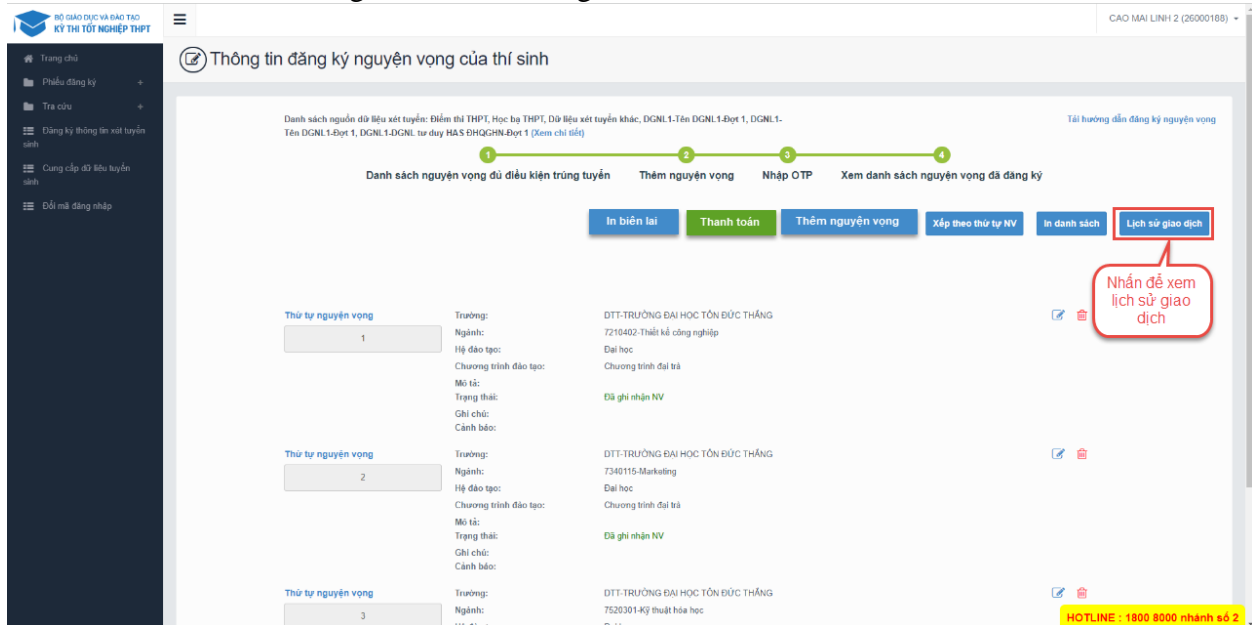 BỘ GIÁO DỤC VÀ ĐÀO TẠO
KỲ THI TỐT NGHIỆP THPT
CAO MAI LINH 2 (26000188)
Trang chủ
Phiếu đăng ký +
Tra cứu +
Đăng ký thông tin xét tuyển
sinh
Cung cấp dữ liệu tuyển
sinh
Đổi mã đăng nhập
Thông tin đăng ký nguyện vọng của thí sinh
Danh sách nguồn dữ liệu xét tuyển: Điểm thi THPT, Học bạ THPT, Dữ liệu xét tuyển khác, DGNL1-Tên DGNL1-Đợt 1, DGNL1-
Tên DGNL1-Đợt 1, DGNL1-DGNL tư duy HAS ĐHQGHN-Đợt 1 (Xem chi tiết)
Tải hướng dẫn đăng ký nguyện vọng
1 2 3 4
Danh sách nguyện vọng đủ điều kiện trúng tuyển Thêm nguyện vọng Nhập OTP Xem danh sách nguyện vọng đã đăng ký
In biên lai Thanh toán Thêm nguyện vọng Xếp theo thứ tự NV In danh sách Lịch sử giao dịch
Nhấn để xem
lịch sử giao
dịch
Thứ tự nguyện vọng
1
Trường: DTT-TRƯỜNG ĐẠI HỌC TÔN ĐỨC THẮNG
Ngành: 7210402-Thiết kế công nghiệp
Hệ đào tạo: Đại học
Chương trình đào tạo: Chương trình đại trà
Mô tả:
Trạng thái: Đã ghi nhận NV
Ghi chú:
Cảnh báo:
Thứ tự nguyện vọng
2
Trường: DTT-TRƯỜNG ĐẠI HỌC TÔN ĐỨC THẮNG
Ngành: 7340115-Marketing
Hệ đào tạo: Đại học
Chương trình đào tạo: Chương trình đại trà
Mô tả:
Trạng thái: Đã ghi nhận NV
Ghi chú:
Cảnh báo:
Thứ tự nguyện vọng
3
Trường: DTT-TRƯỜNG ĐẠI HỌC TÔN ĐỨC THẮNG
Ngành: 7520301-Kỹ thuật hóa học
HOTLINE : 1800 8000 nhánh số 2